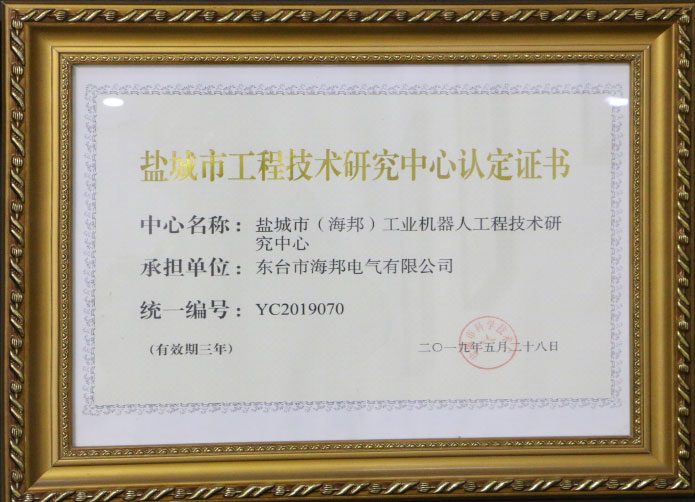 盐城市工程技术研究中心认定证书
中心名称：盐城市（海邦）工业机器人工程技术研
究中心
承担单位：东台市海邦电气有限公司
统一编号：YC2019070
（有效期三年）
二〇一九年五月二十八日